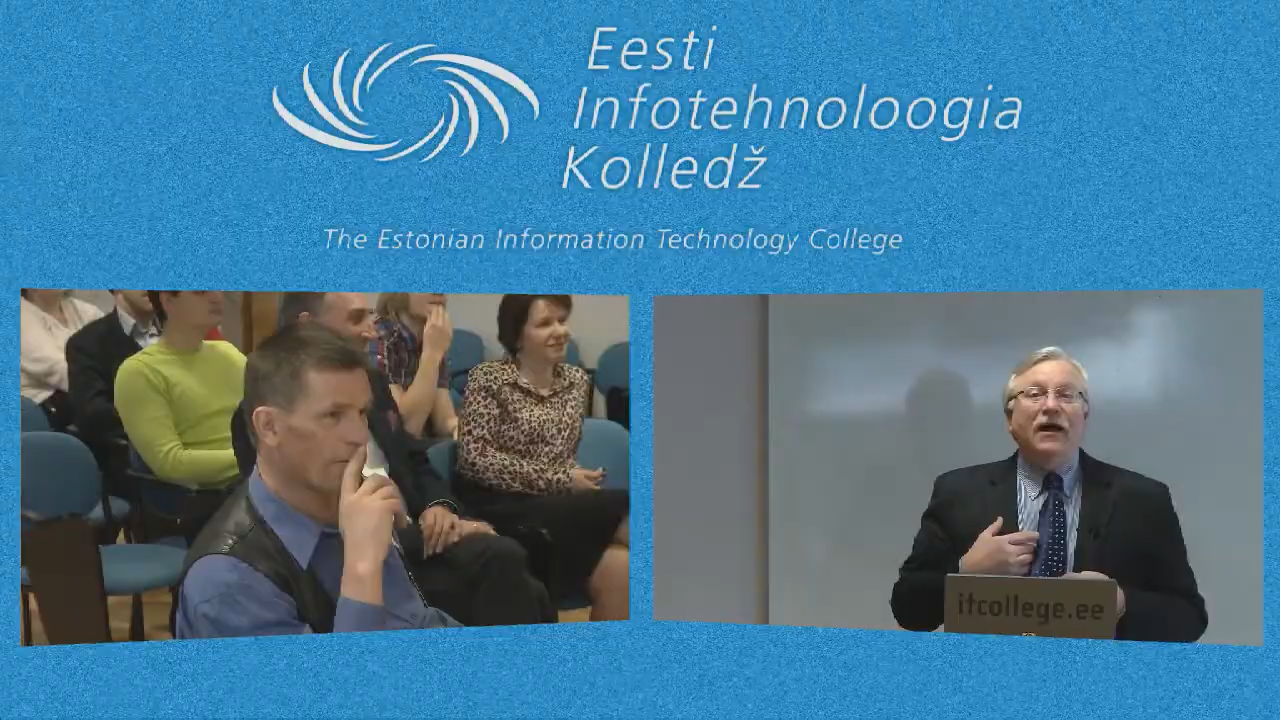 Eesti
Infotehnoloogia
Kolledž
The Estonian Information Technology College
itcollege.ee